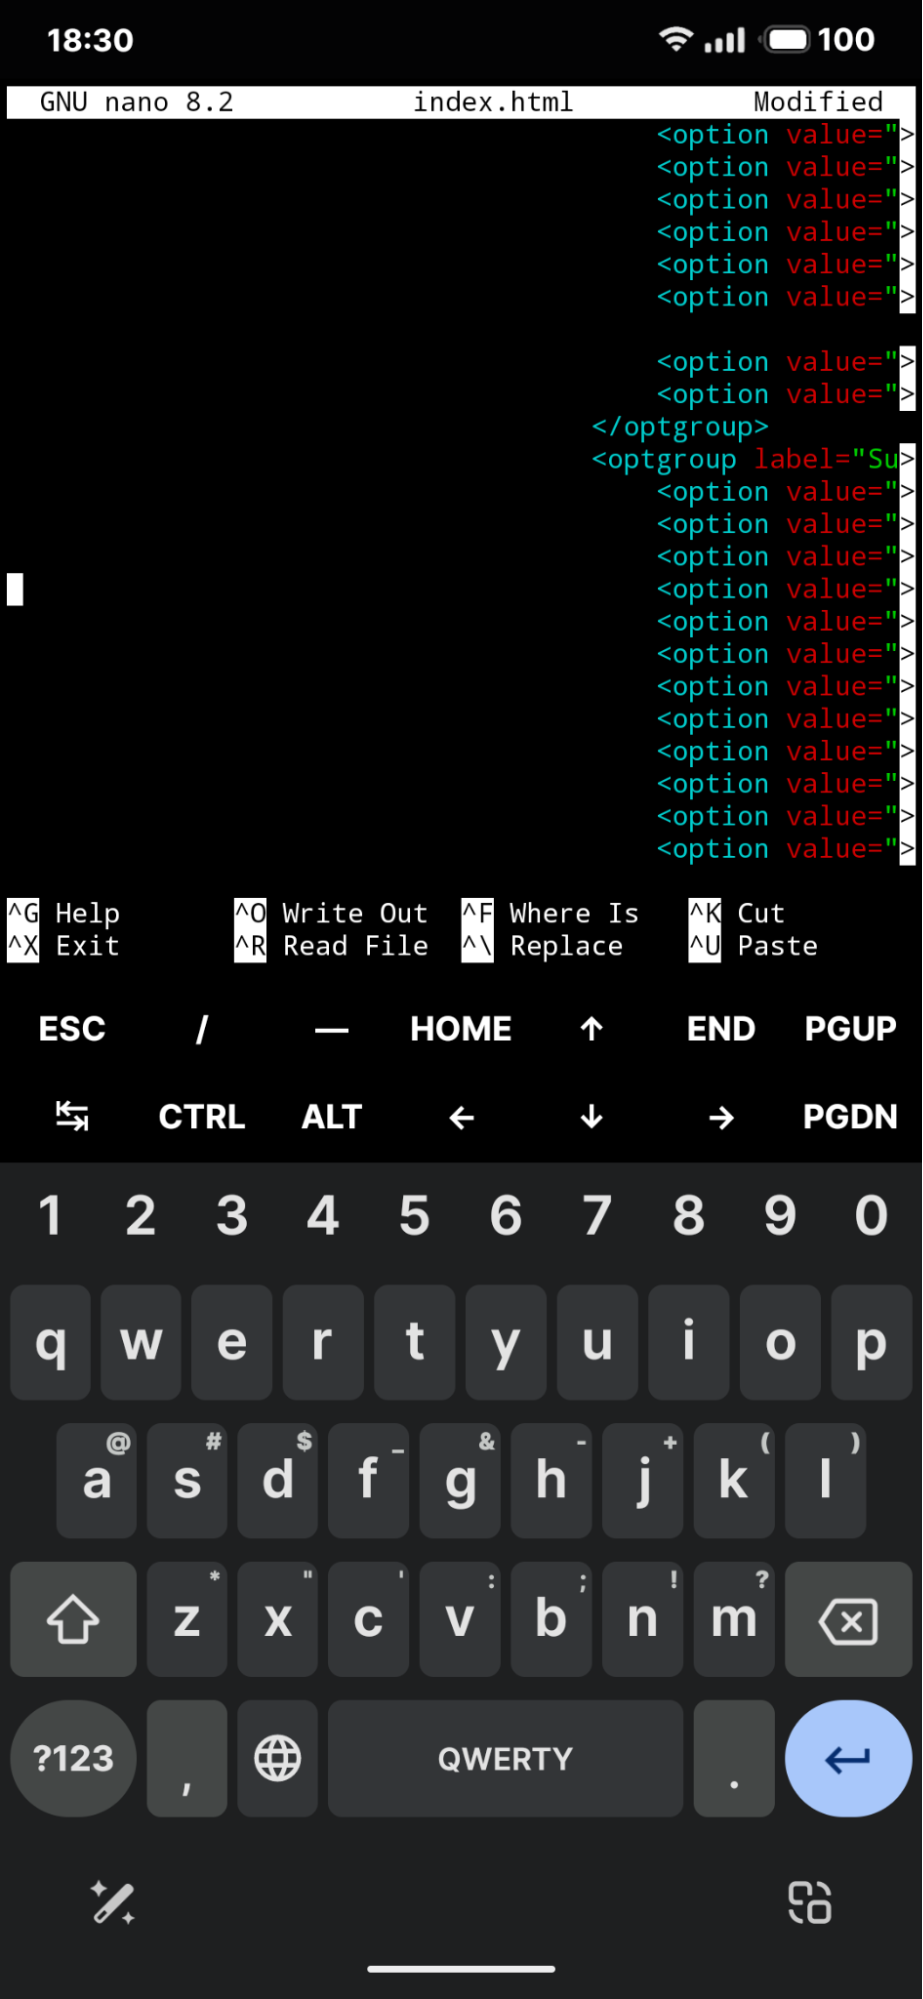 18:30 100
GNU nano 8.2 index.html Modified
<option value=">
<option value=">
<option value=">
<option value=">
<option value=">
<option value=">
<option value=">
<option value=">
</optgroup>
<optgroup label="Su>
<option value=">
<option value=">
<option value=">
<option value=">
<option value=">
<option value=">
<option value=">
<option value=">
<option value=">
<option value=">
<option value=">
<option value=">
^G Help ^O Write Out ^F Where Is ^K Cut
^X Exit ^R Read File ^\ Replace ^U Paste
ESC / — HOME ↑ END PGUP
↹ CTRL ALT ← ↓ → PGDN
1 2 3 4 5 6 7 8 9 0
q w e r t y u i o p
@ # $ _ & - + ( )
a s d f g h j k l
* " ' : ; ! ?
z x c v b n m
?123 , QWERTY .